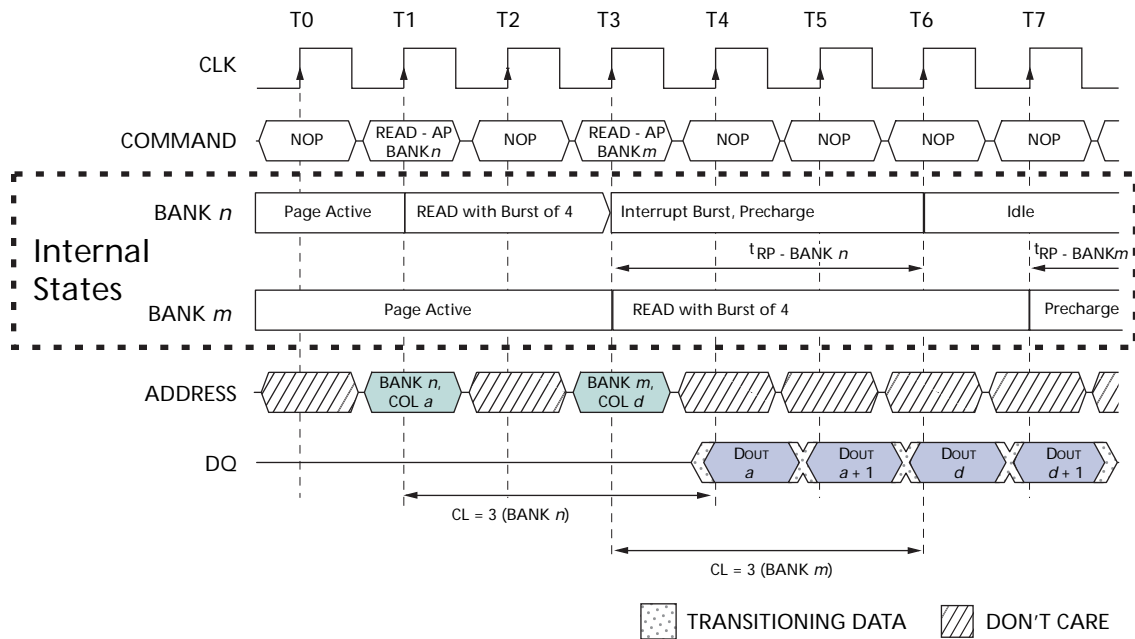 T0 T1 T2 T3 T4 T5 T6 T7
CLK
COMMAND NOP READ - AP NOP READ - AP NOP NOP NOP NOP
BANK n BANK m
BANK n Page Active READ with Burst of 4 Interrupt Burst, Precharge Idle
Internal
States
tRP - BANK n tRP - BANK m
BANK m Page Active READ with Burst of 4 Precharge
ADDRESS BANK n, BANK m,
COL a COL d
DQ DOUT DOUT DOUT DOUT
a a + 1 d d + 1
CL = 3 (BANK n)
CL = 3 (BANK m)
TRANSITIONING DATA DON'T CARE